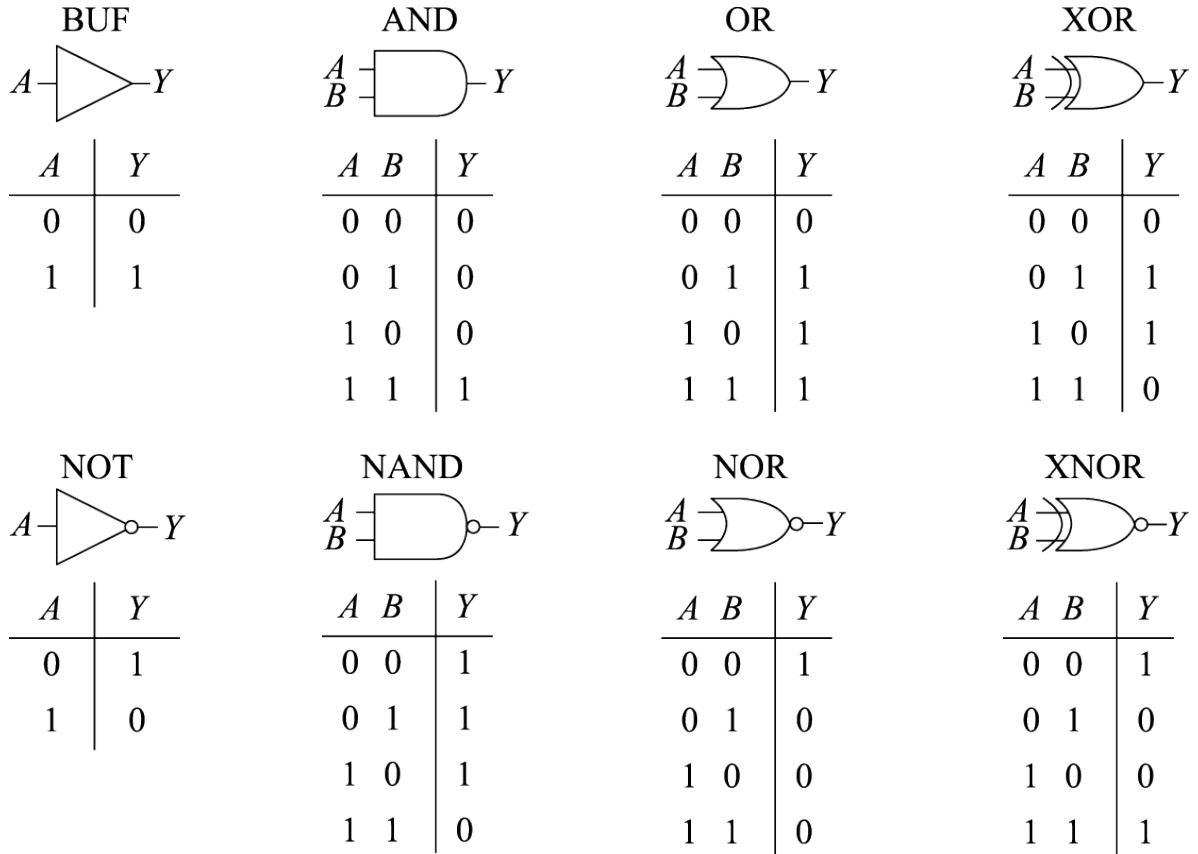 BUF AND OR XOR
A Y A B Y A B Y A B Y
A Y A B Y A B Y A B Y
0 0 0 0 0 0 0 0 0 0 0
1 1 0 1 0 0 1 1 0 1 1
1 0 0 1 0 1 1 0 1
1 1 1 1 1 1 1 1 0
NOT NAND NOR XNOR
A Y A B Y A B Y A B Y
A Y A B Y A B Y A B Y
0 1 0 0 1 0 0 1 0 0 1
1 0 0 1 1 0 1 0 0 1 0
1 0 1 1 0 0 1 0 0
1 1 0 1 1 0 1 1 1